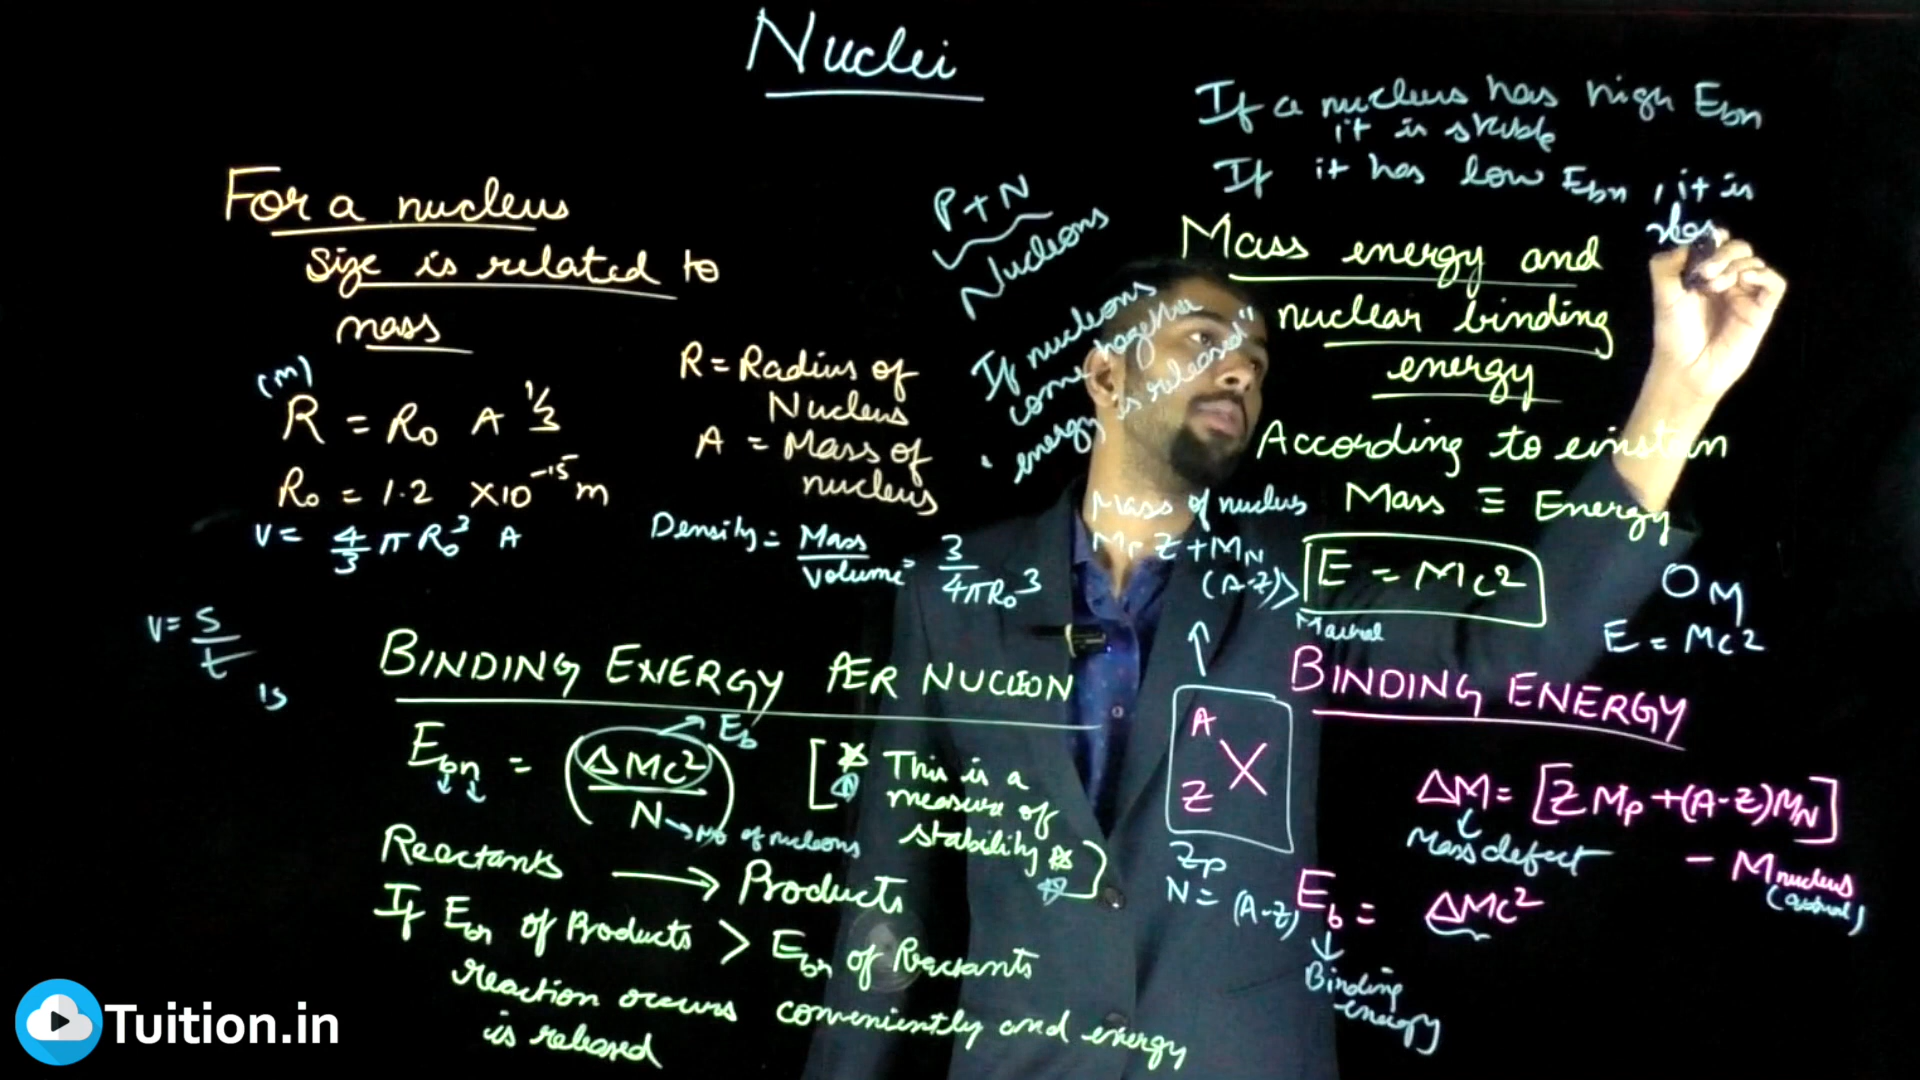 Nuclei
If a nucleus has high Ebn
it is stable
If it has low Ebn, it is
For a nucleus
size is related to
mass
(m)
R = R₀ A^1/3
R₀ = 1.2 ×10⁻¹⁵ m
V = 4/3 π R₀³ A
R = Radius of
Nucleus
A = Mass of
nucleus
Density = Mass/Volume = 3/4πR₀³
P + N
Nucleons
If nucleons
come together
energy is released"
Mass energy and
nuclear binding
energy
According to einstein
Mass ≡ Energy
E = Mc²
Mass of nucleus
Mp Z + MN
(A-Z) >
Mactual
O M
E = Mc²
V = S/t
is
BINDING ENERGY PER NUCLEON
Ebn = (ΔMc²/N)
Eb
No of nucleons
This is a
measure of
stability
Reactants → Products
If Ebn of Products > Ebn of Reactants
reaction occurs conveniently and energy
is released
A
X
Z
Zp
N = (A-Z)
BINDING ENERGY
ΔM = [Z Mp + (A-Z) MN]
Mass defect
- Mnucleus
(actual)
Eb = ΔMc²
Binding
energy
Tuition.in